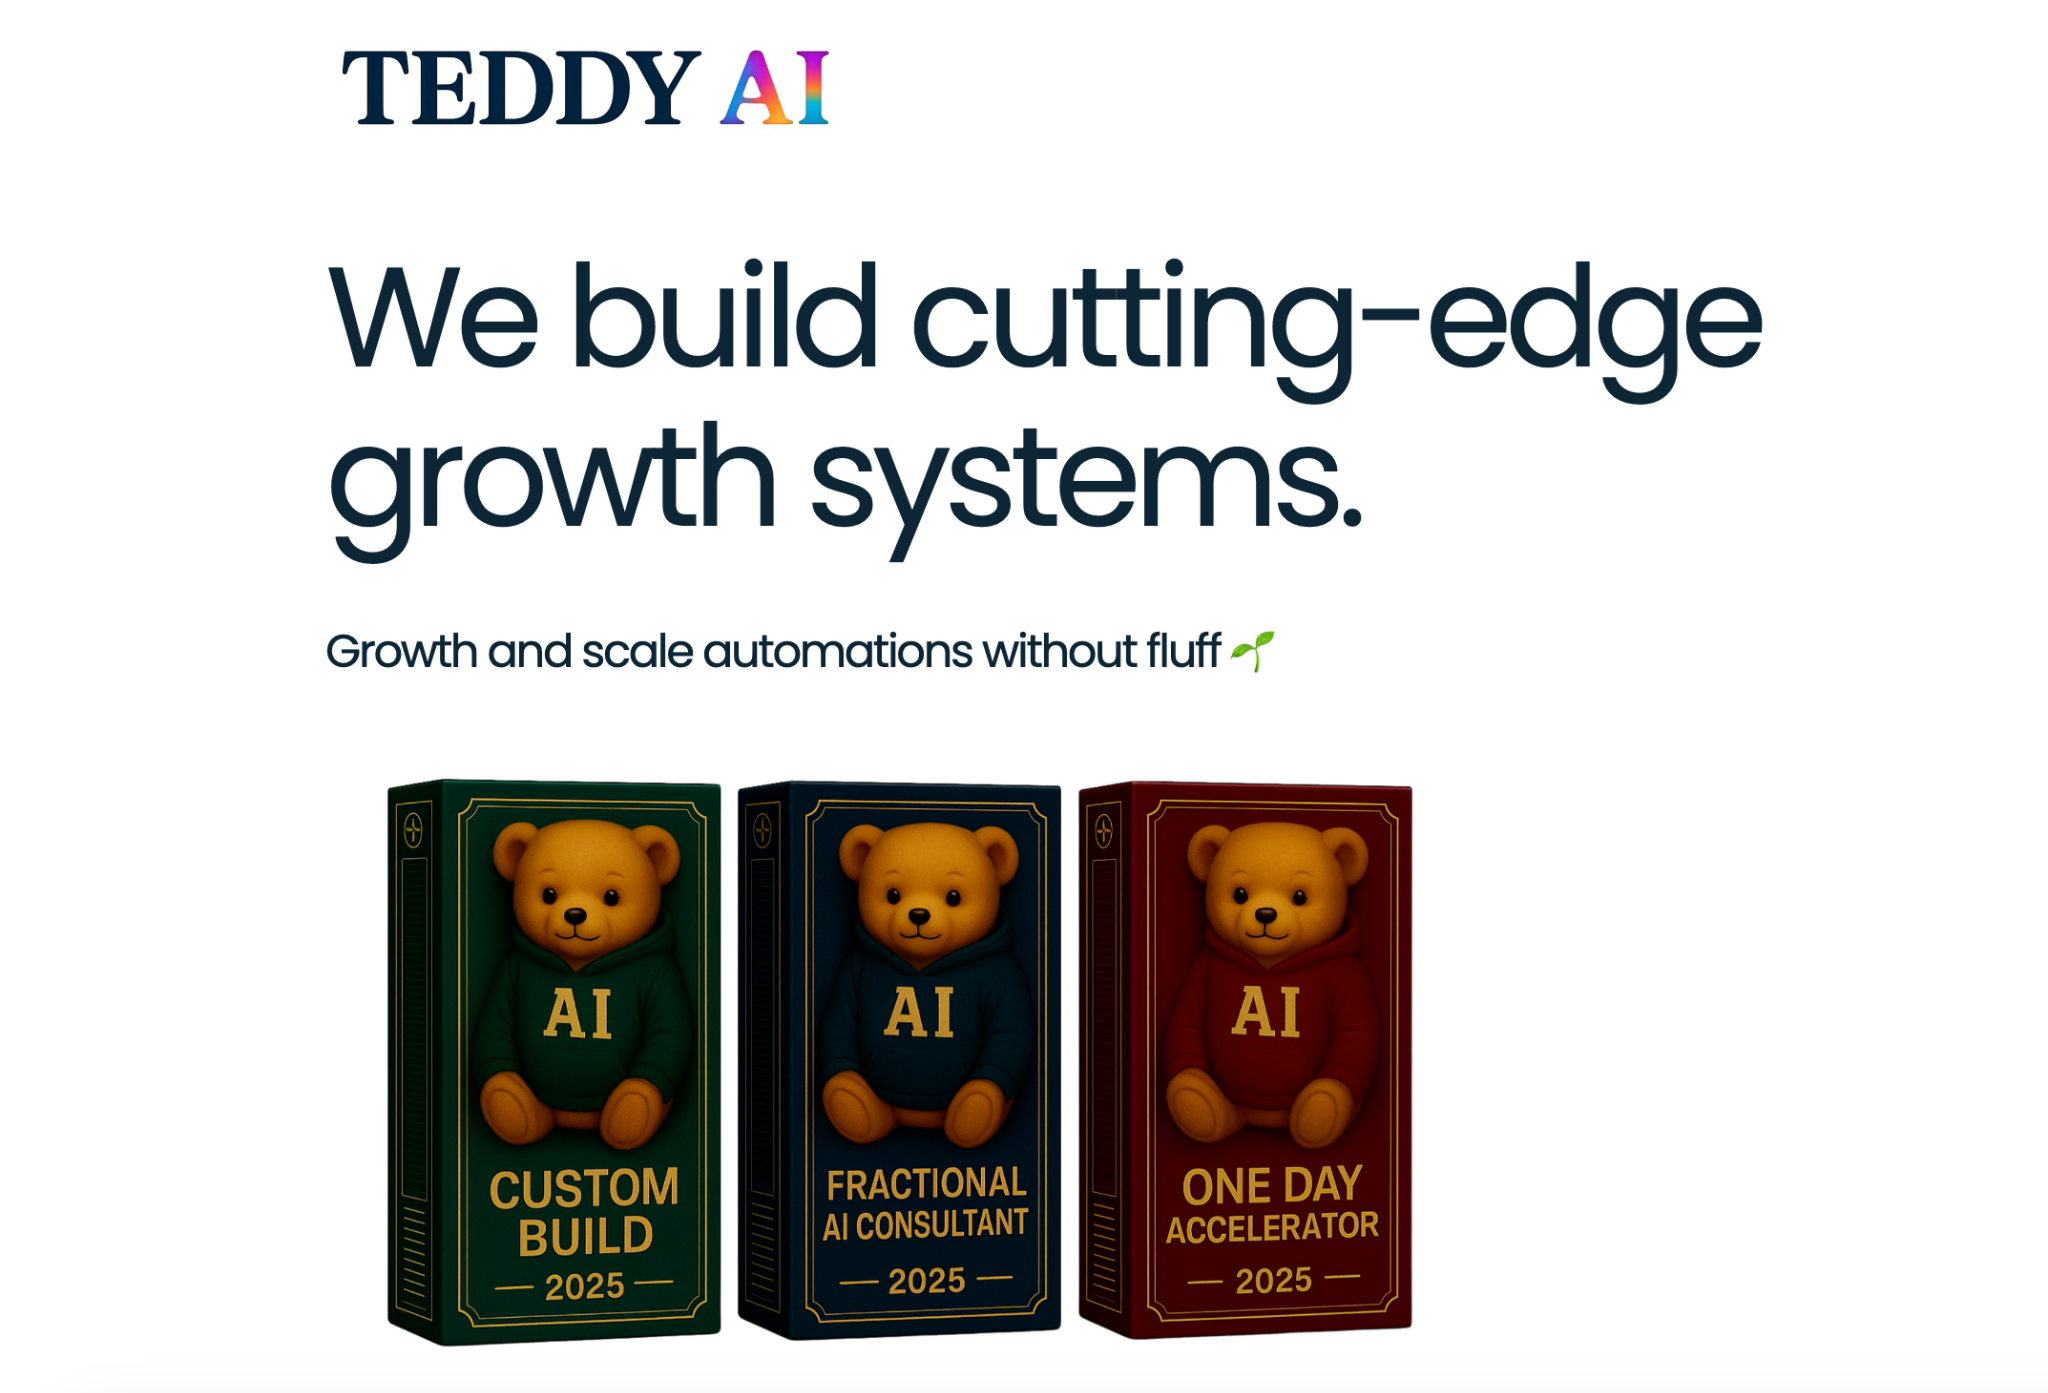 TEDDY AI
We build cutting-edge
growth systems.
Growth and scale automations without fluff 🌱
AI
CUSTOM
BUILD
2025
AI
FRACTIONAL
AI CONSULTANT
2025
AI
ONE DAY
ACCELERATOR
2025